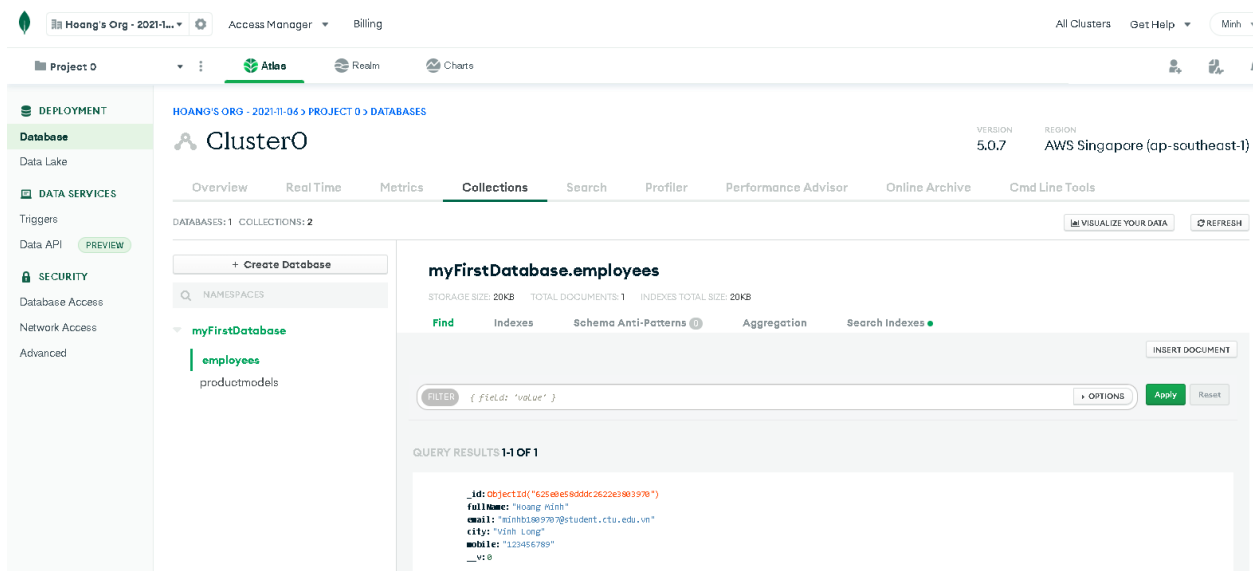 Hoang's Org - 2021-1... Access Manager Billing All Clusters Get Help Minh
Project 0 Atlas Realm Charts
DEPLOYMENT
Database
Data Lake
DATA SERVICES
Triggers
Data API PREVIEW
SECURITY
Database Access
Network Access
Advanced
HOANG'S ORG - 2021-11-06 > PROJECT 0 > DATABASES
Cluster0
VERSION REGION
5.0.7 AWS Singapore (ap-southeast-1)
Overview Real Time Metrics Collections Search Profiler Performance Advisor Online Archive Cmd Line Tools
DATABASES: 1 COLLECTIONS: 2 VISUALIZE YOUR DATA REFRESH
+ Create Database
NAMESPACES
myFirstDatabase
employees
productmodels
myFirstDatabase.employees
STORAGE SIZE: 20KB TOTAL DOCUMENTS: 1 INDEXES TOTAL SIZE: 20KB
Find Indexes Schema Anti-Patterns 0 Aggregation Search Indexes
INSERT DOCUMENT
FILTER { field: 'value' } OPTIONS Apply Reset
QUERY RESULTS 1-1 OF 1
_id: ObjectId("625e0e58dddc2622e3803970")
fullName: "Hoang Minh"
email: "minhb1809707@student.ctu.edu.vn"
city: "Vinh Long"
mobile: "123456789"
__v: 0